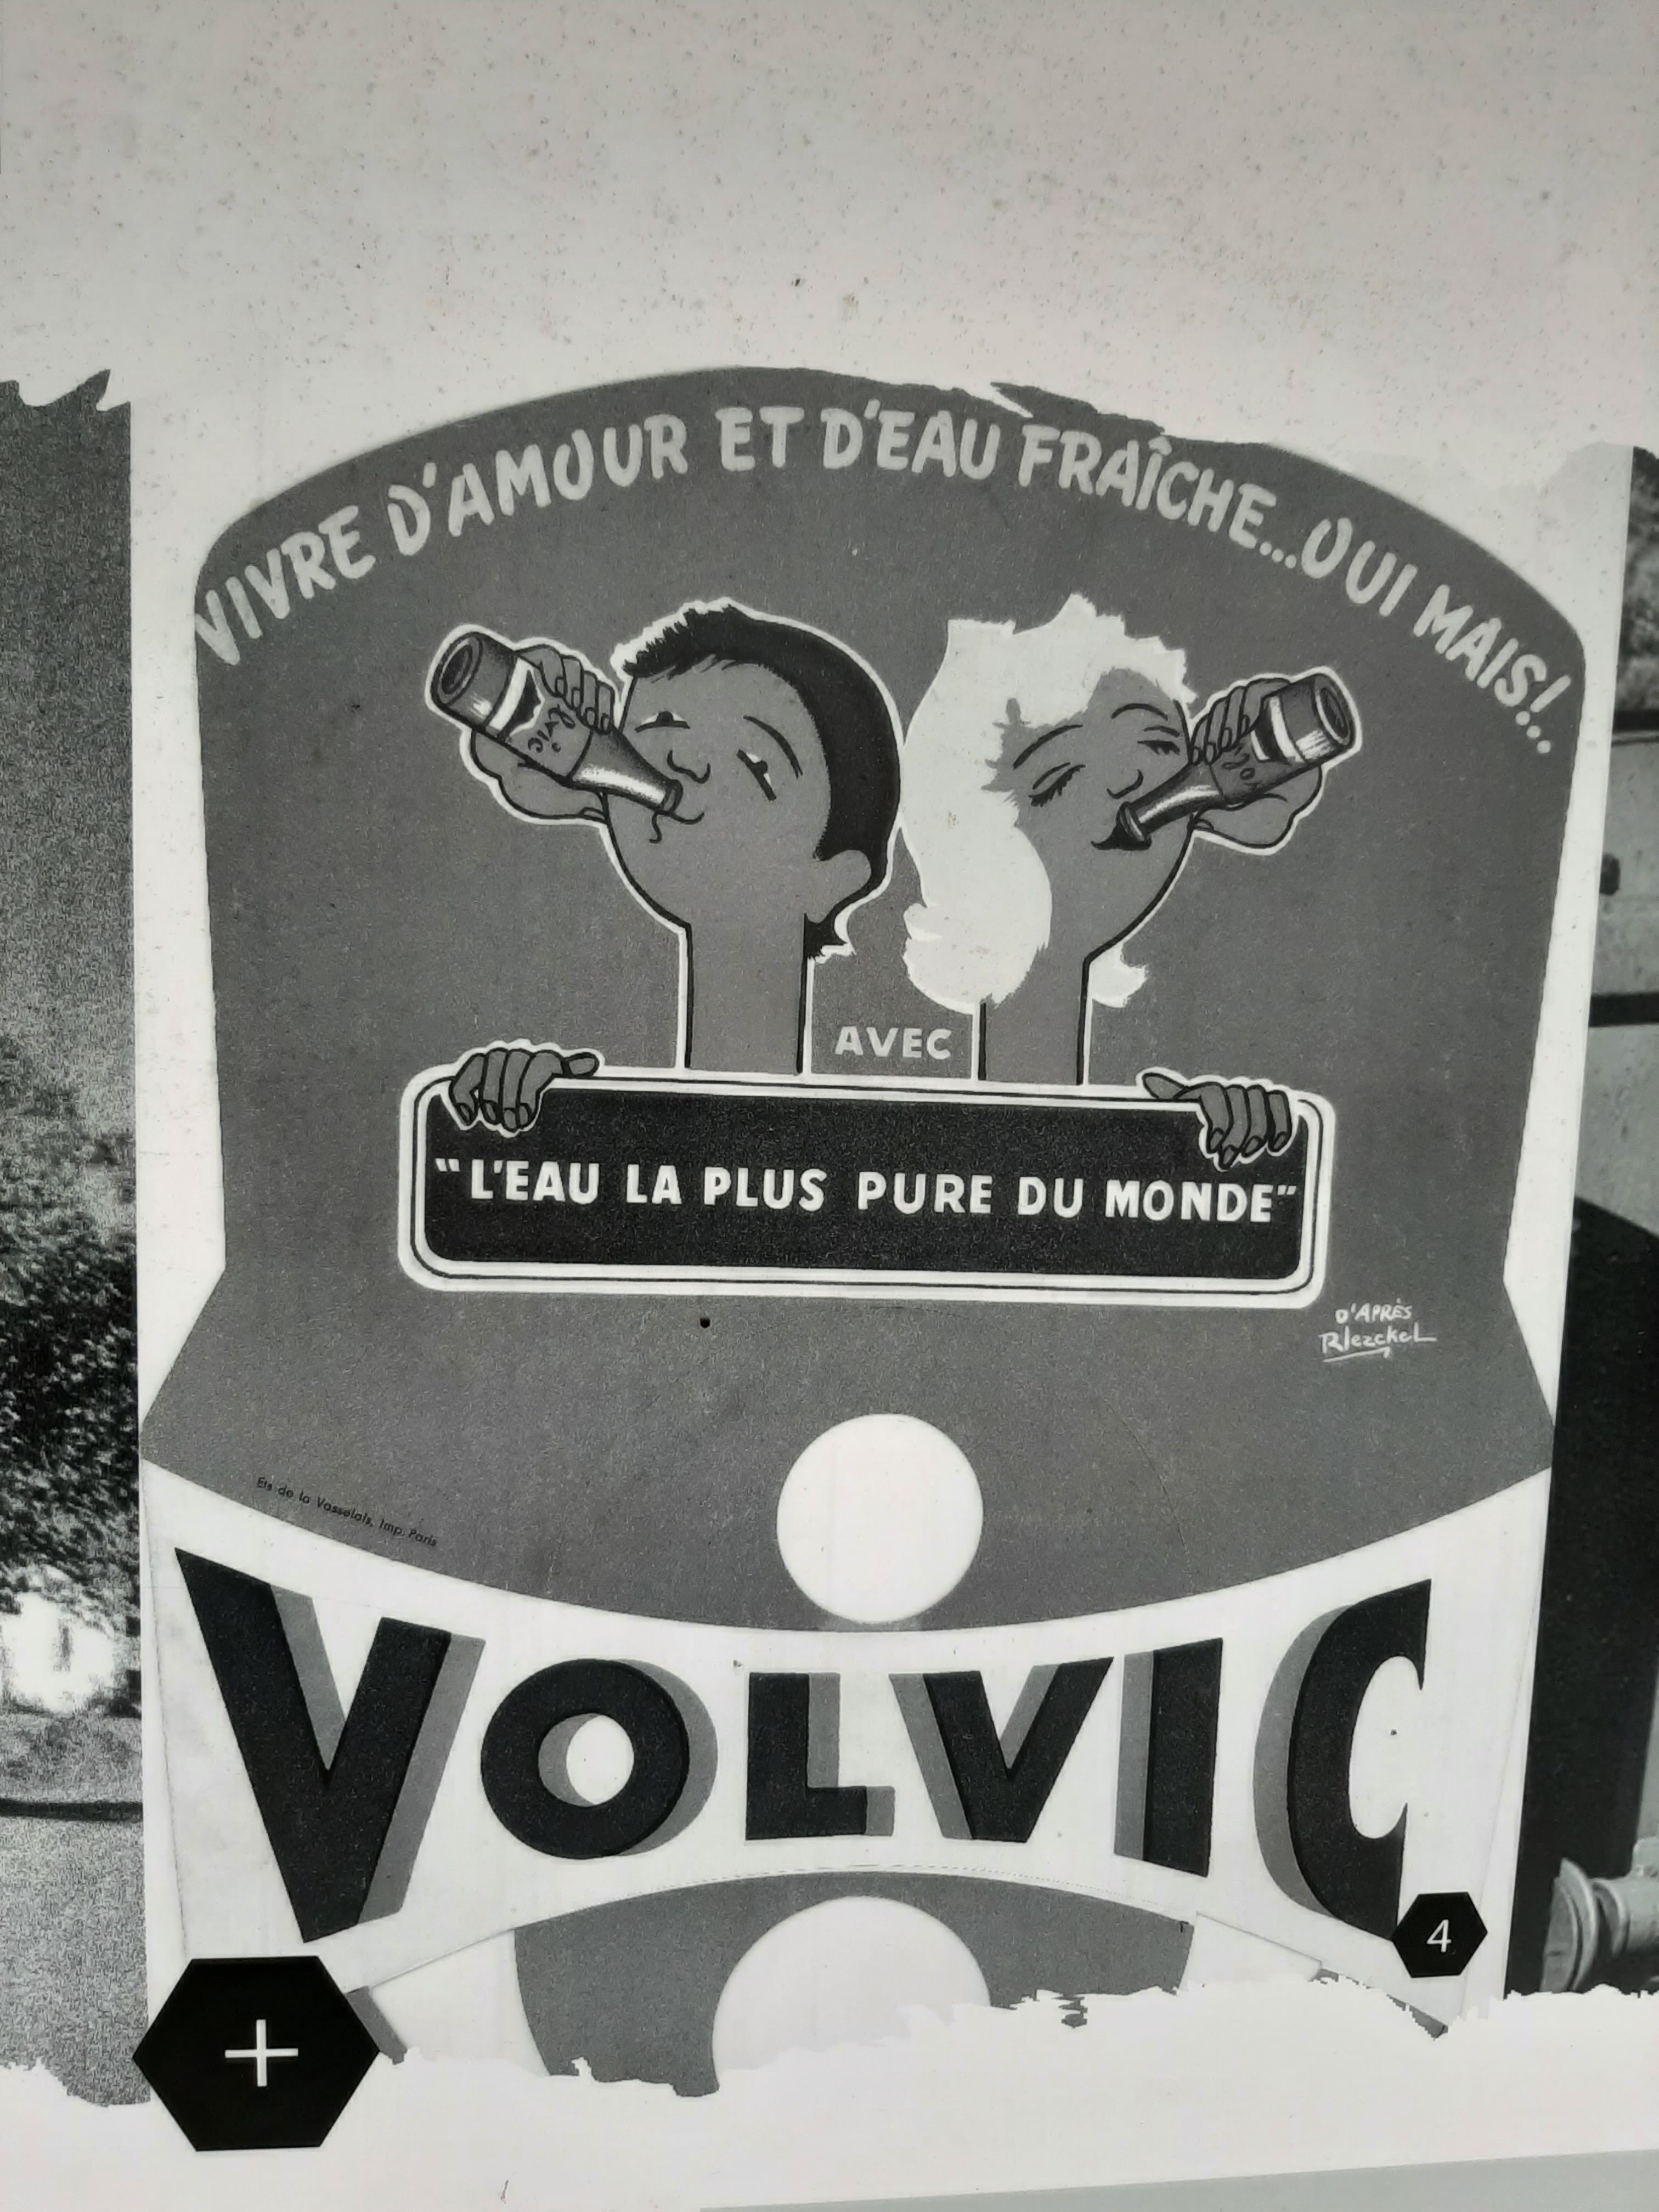 VIVRE D'AMOUR ET D'EAU FRAÎCHE...OUI MAIS!..
AVEC
"L'EAU LA PLUS PURE DU MONDE"
D'APRÈS
Ets de la Vasselais, Imp. Paris
VOLVIC
4
+